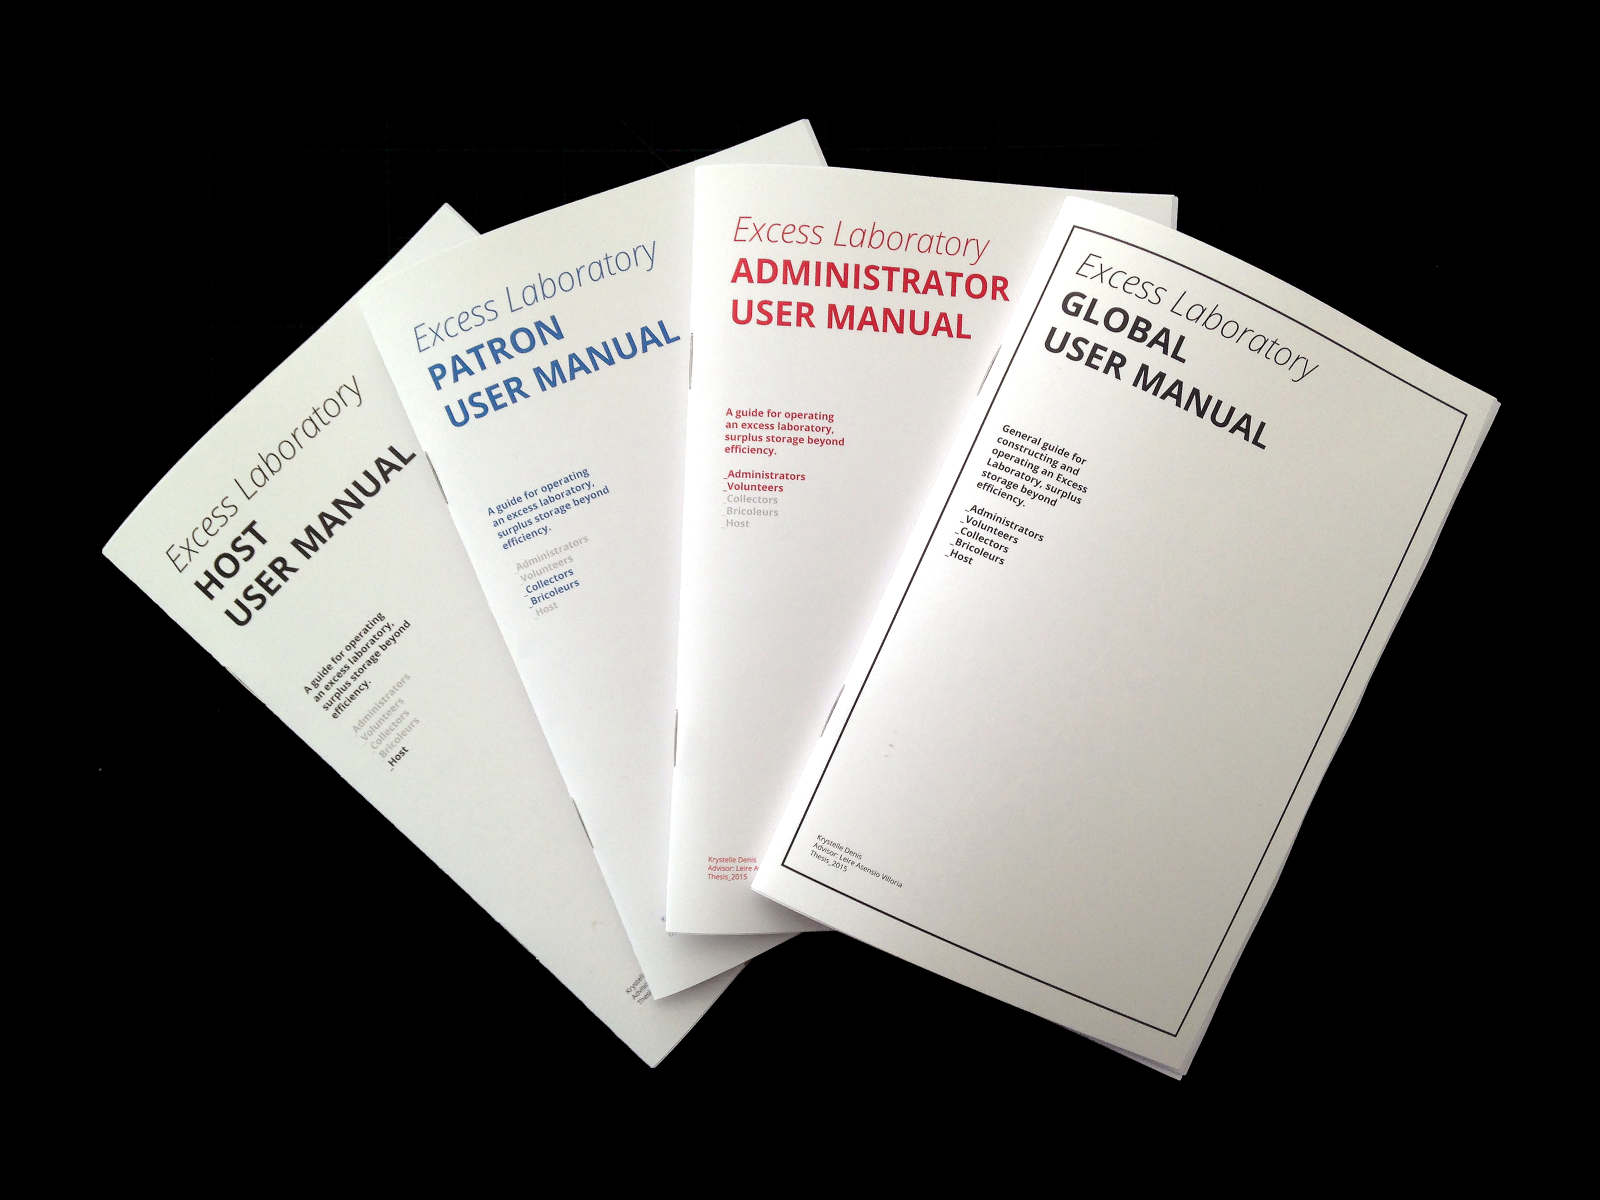 Excess Laboratory
HOST
USER MANUAL
A guide for operating
an excess laboratory,
surplus storage beyond
efficiency.
_Administrators
_Volunteers
_Collectors
_Bricoleurs
_Host
Excess Laboratory
PATRON
USER MANUAL
A guide for operating
an excess laboratory,
surplus storage beyond
efficiency.
_Administrators
_Volunteers
_Collectors
_Bricoleurs
_Host
Excess Laboratory
ADMINISTRATOR
USER MANUAL
A guide for operating
an excess laboratory,
surplus storage beyond
efficiency.
_Administrators
_Volunteers
_Collectors
_Bricoleurs
_Host
Krystelle Denis
Advisor: Leire A
Thesis_2015
Excess Laboratory
GLOBAL
USER MANUAL
General guide for
constructing and
operating an Excess
Laboratory, surplus
storage beyond
efficiency.
_Administrators
_Volunteers
_Collectors
_Bricoleurs
_Host
Krystelle Denis
Advisor: Leire Asensio Villoria
Thesis_2015